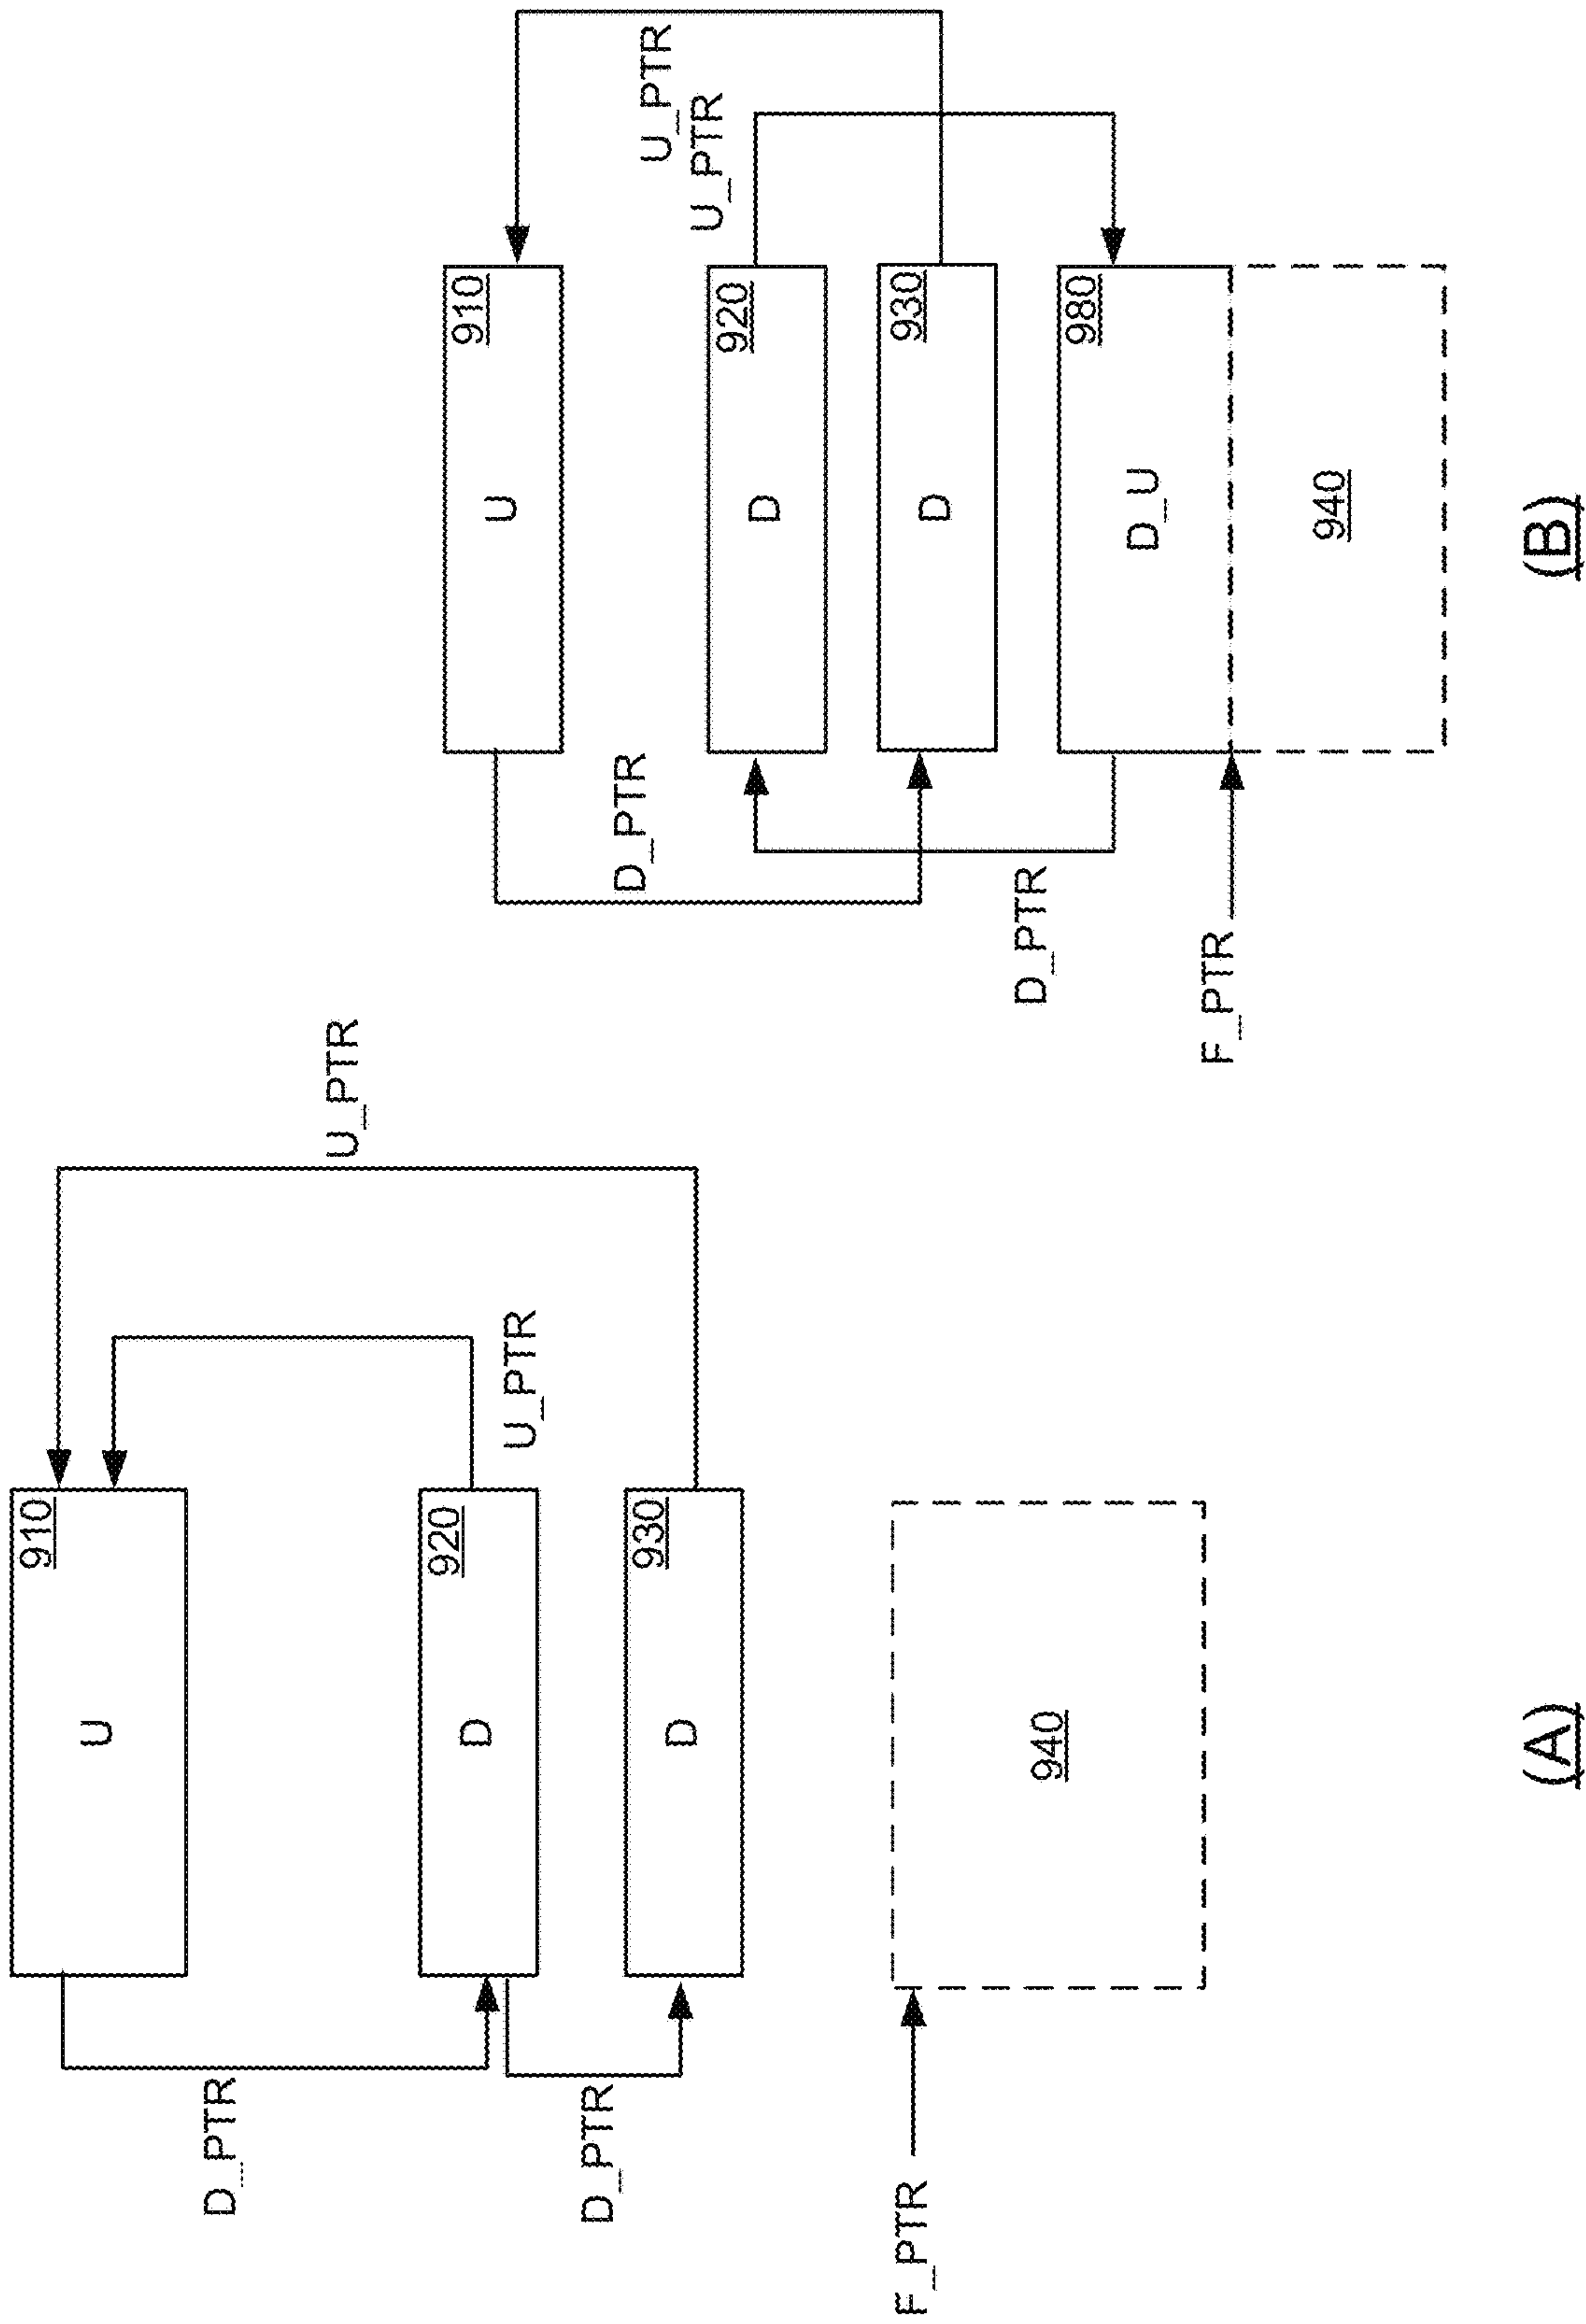 910
U
U_PTR
D_PTR
920
D
U_PTR
D_PTR
930
D
F_PTR
940
(A)
910
U
U_PTR
U_PTR
D_PTR
920
D
930
D
D_PTR
980
D_U
F_PTR
940
(B)